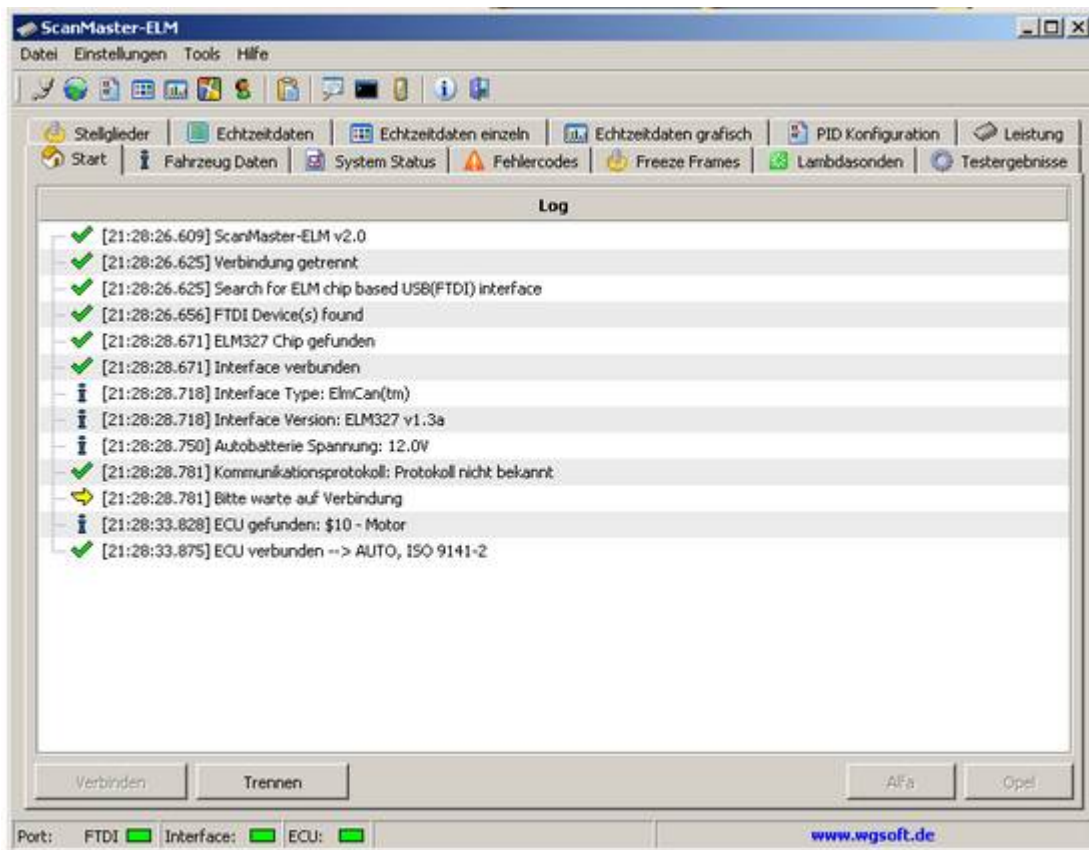 ScanMaster-ELM
Datei Einstellungen Tools Hilfe
Stellglieder Echtzeitdaten Echtzeitdaten einzeln Echtzeitdaten grafisch PID Konfiguration Leistung
Start Fahrzeug Daten System Status Fehlercodes Freeze Frames Lambdasonden Testergebnisse
Log
[21:28:26.609] ScanMaster-ELM v2.0
[21:28:26.625] Verbindung getrennt
[21:28:26.625] Search for ELM chip based USB(FTDI) interface
[21:28:26.656] FTDI Device(s) found
[21:28:28.671] ELM327 Chip gefunden
[21:28:28.671] Interface verbunden
[21:28:28.718] Interface Type: ElmCan(tm)
[21:28:28.718] Interface Version: ELM327 v1.3a
[21:28:28.750] Autobatterie Spannung: 12.0V
[21:28:28.781] Kommunikationsprotokoll: Protokoll nicht bekannt
[21:28:28.781] Bitte warte auf Verbindung
[21:28:33.828] ECU gefunden: $10 - Motor
[21:28:33.875] ECU verbunden --> AUTO, ISO 9141-2
Verbinden Trennen Alfa Opel
Port: FTDI Interface: ECU: www.wgsoft.de